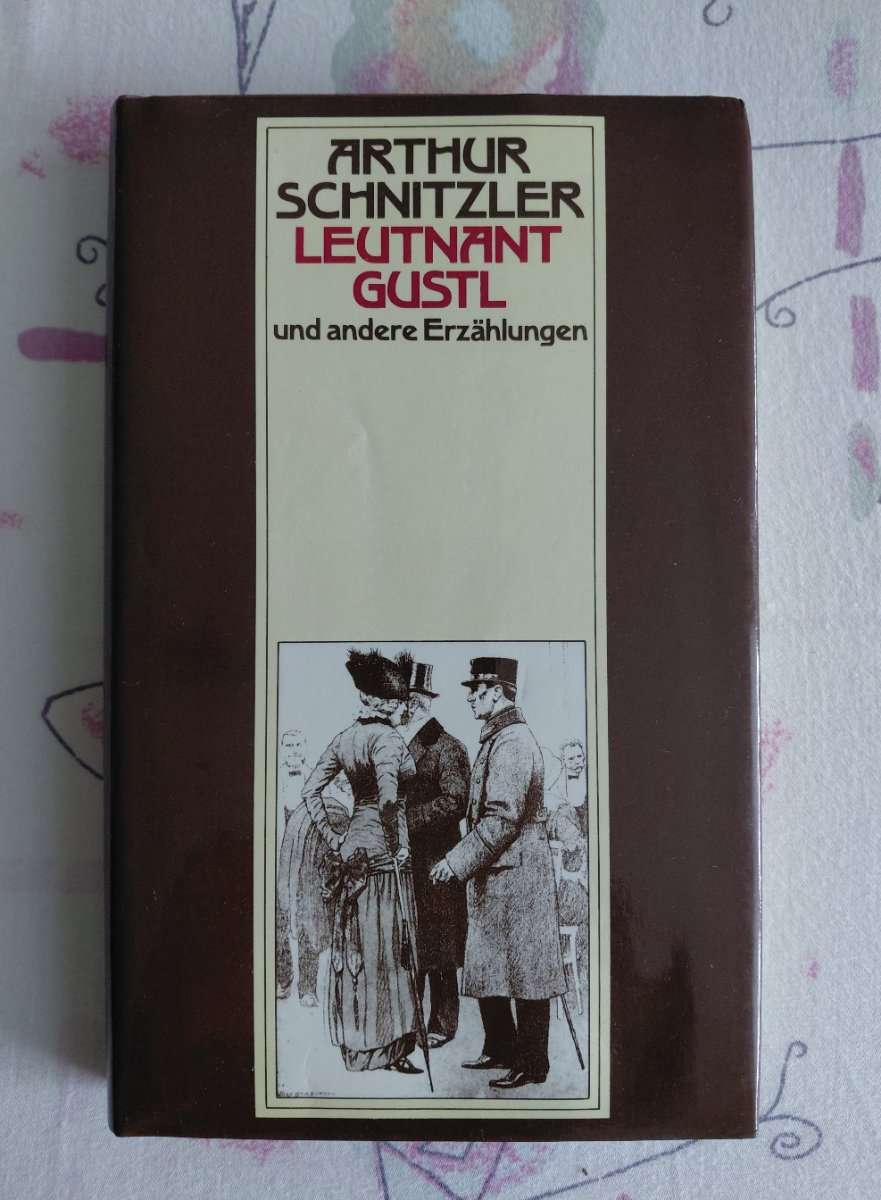 ARTHUR
SCHNITZLER
LEUTNANT
GUSTL
und andere Erzählungen